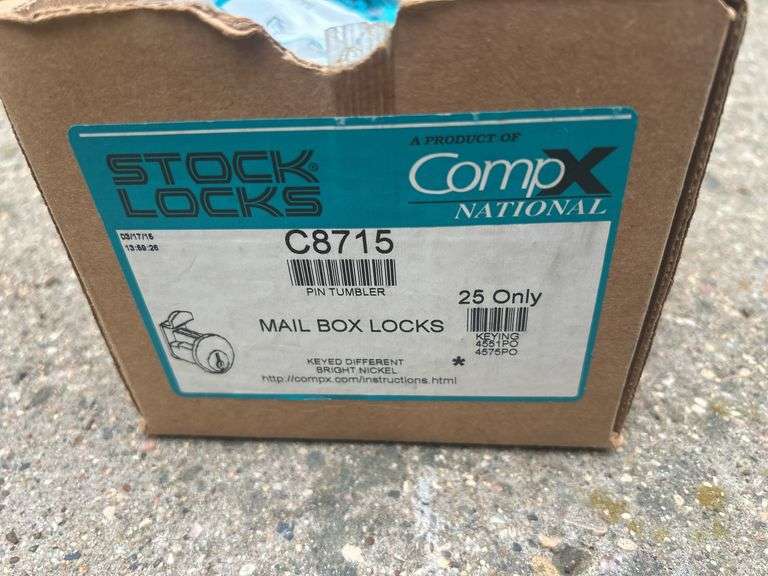 STOCK® LOCKS
A PRODUCT OF
CompX
NATIONAL
03/17/15
13:59:26
C8715
PIN TUMBLER
MAIL BOX LOCKS
25 Only
KEYING
4551PO
4575PO
KEYED DIFFERENT *
BRIGHT NICKEL
http://compx.com/instructions.html